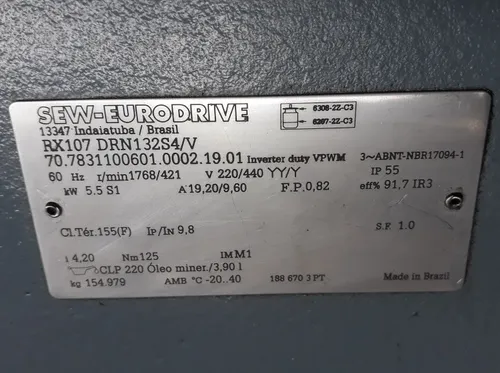 SEW-EURODRIVE
13347 Indaiatuba / Brasil
6308-2Z-C3
6207-2Z-C3
RX107 DRN132S4/V
70.7831100601.0002.19.01 Inverter duty VPWM 3~ABNT-NBR17094-1
60 Hz r/min1768/421 V 220/440 YY/Y IP 55
kW 5.5 S1 A19,20/9,60 F.P.0,82 eff% 91,7 IR3
Cl.Tér.155(F) IP/IN 9,8 S.F. 1.0
i 4,20 Nm125 IM M1
CLP 220 Óleo miner./3,90 l
kg 154.979 AMB °C -20..40 188 670 3 PT Made in Brazil